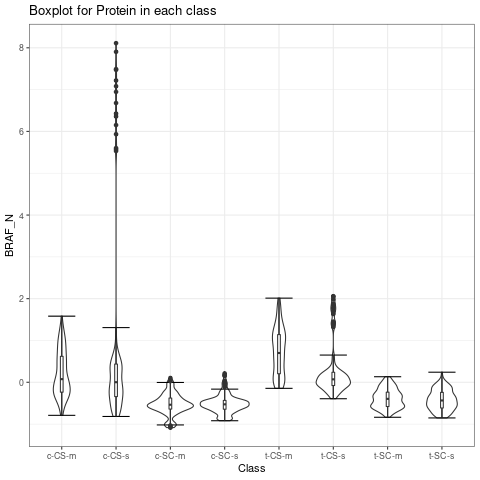 Boxplot for Protein in each class
BRAF_N
8
6
4
2
0
c-CS-m c-CS-s c-SC-m c-SC-s t-CS-m t-CS-s t-SC-m t-SC-s
Class